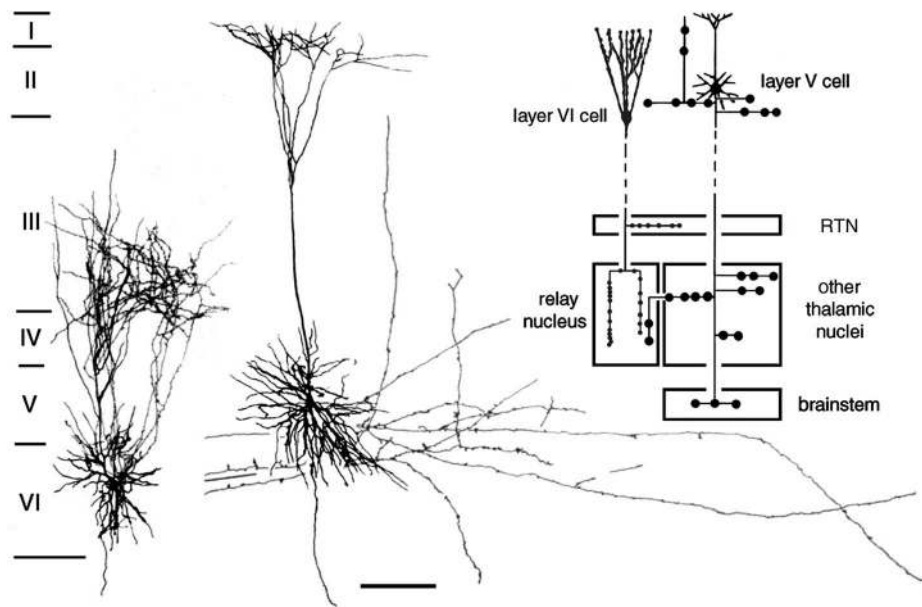 I
II
III
IV
V
VI
layer V cell
layer VI cell
RTN
relay
nucleus
other
thalamic
nuclei
brainstem